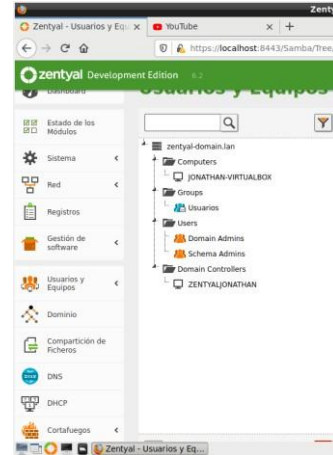 Zenty
Zentyal - Usuarios y Equ
YouTube
https://localhost:8443/Samba/Tree/
zentyal Development Edition 6.2
Dashboard
Usuarios y Equipos
Estado de los
Módulos
Sistema
Red
Registros
Gestión de
software
Usuarios y
Equipos
Dominio
Compartición de
Ficheros
DNS
DHCP
Cortafuegos
zentyal-domain.lan
Computers
JONATHAN-VIRTUALBOX
Groups
Usuarios
Users
Domain Admins
Schema Admins
Domain Controllers
ZENTYALJONATHAN
Zentyal - Usuarios y Eq...